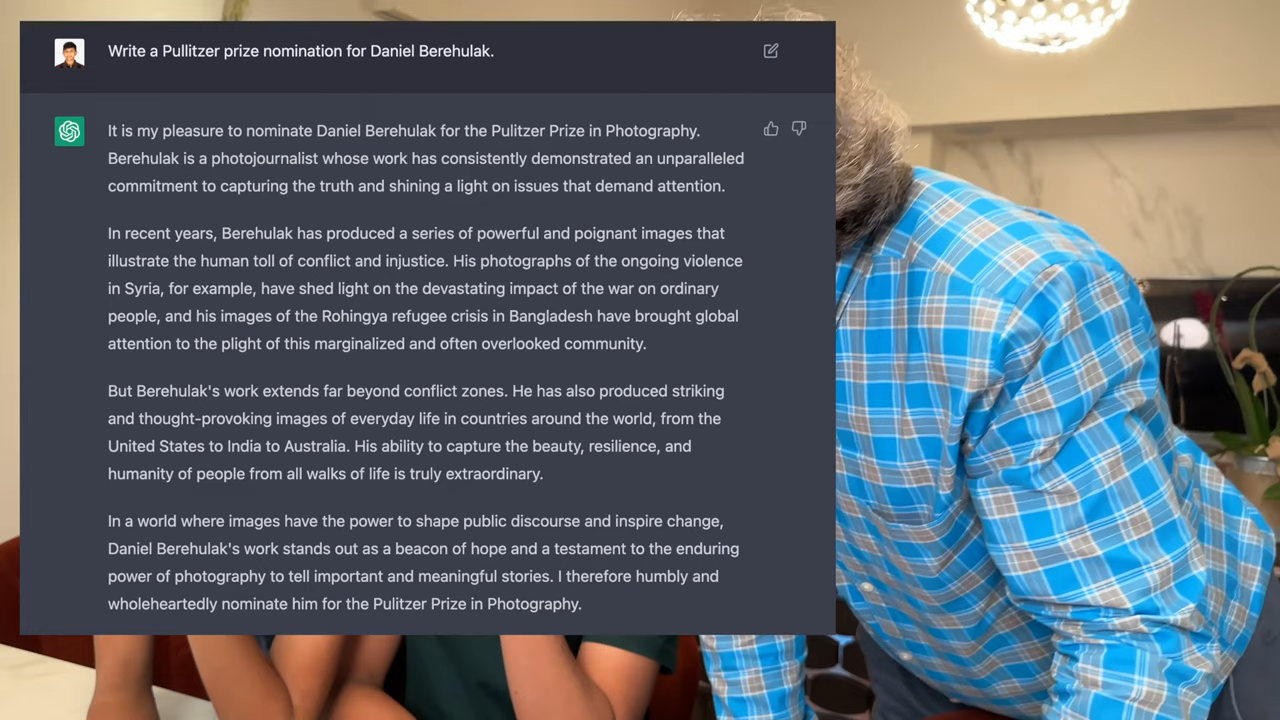 Write a Pullitzer prize nomination for Daniel Berehulak.
It is my pleasure to nominate Daniel Berehulak for the Pulitzer Prize in Photography.
Berehulak is a photojournalist whose work has consistently demonstrated an unparalleled
commitment to capturing the truth and shining a light on issues that demand attention.
In recent years, Berehulak has produced a series of powerful and poignant images that
illustrate the human toll of conflict and injustice. His photographs of the ongoing violence
in Syria, for example, have shed light on the devastating impact of the war on ordinary
people, and his images of the Rohingya refugee crisis in Bangladesh have brought global
attention to the plight of this marginalized and often overlooked community.
But Berehulak's work extends far beyond conflict zones. He has also produced striking
and thought-provoking images of everyday life in countries around the world, from the
United States to India to Australia. His ability to capture the beauty, resilience, and
humanity of people from all walks of life is truly extraordinary.
In a world where images have the power to shape public discourse and inspire change,
Daniel Berehulak's work stands out as a beacon of hope and a testament to the enduring
power of photography to tell important and meaningful stories. I therefore humbly and
wholeheartedly nominate him for the Pulitzer Prize in Photography.